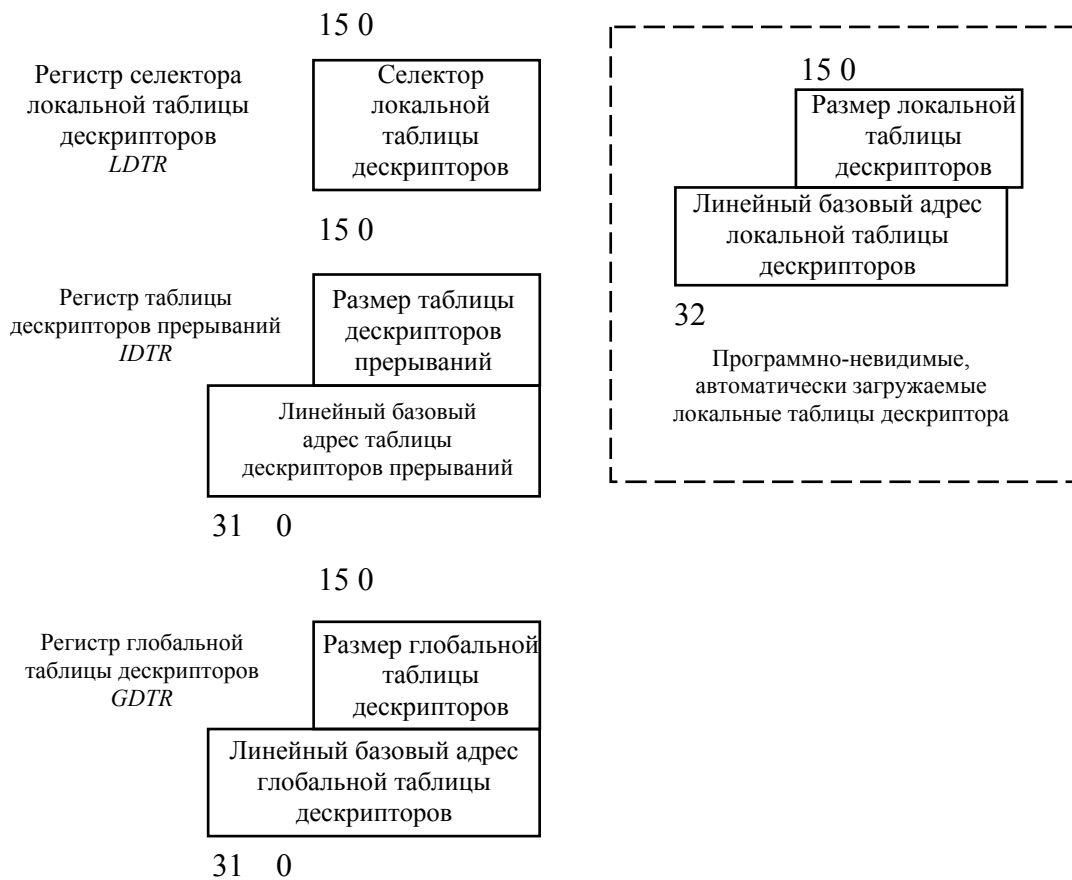 15 0
Регистр селектора
локальной таблицы
дескрипторов
LDTR
Селектор
локальной
таблицы
дескрипторов
15 0
Размер локальной
таблицы
дескрипторов
Линейный базовый адрес
локальной таблицы
дескрипторов
32
Программно-невидимые,
автоматически загружаемые
локальные таблицы дескриптора
15 0
Регистр таблицы
дескрипторов прерываний
IDTR
Размер таблицы
дескрипторов
прерываний
Линейный базовый
адрес таблицы
дескрипторов прерываний
31 0
15 0
Регистр глобальной
таблицы дескрипторов
GDTR
Размер глобальной
таблицы
дескрипторов
Линейный базовый адрес
глобальной таблицы
дескрипторов
31 0